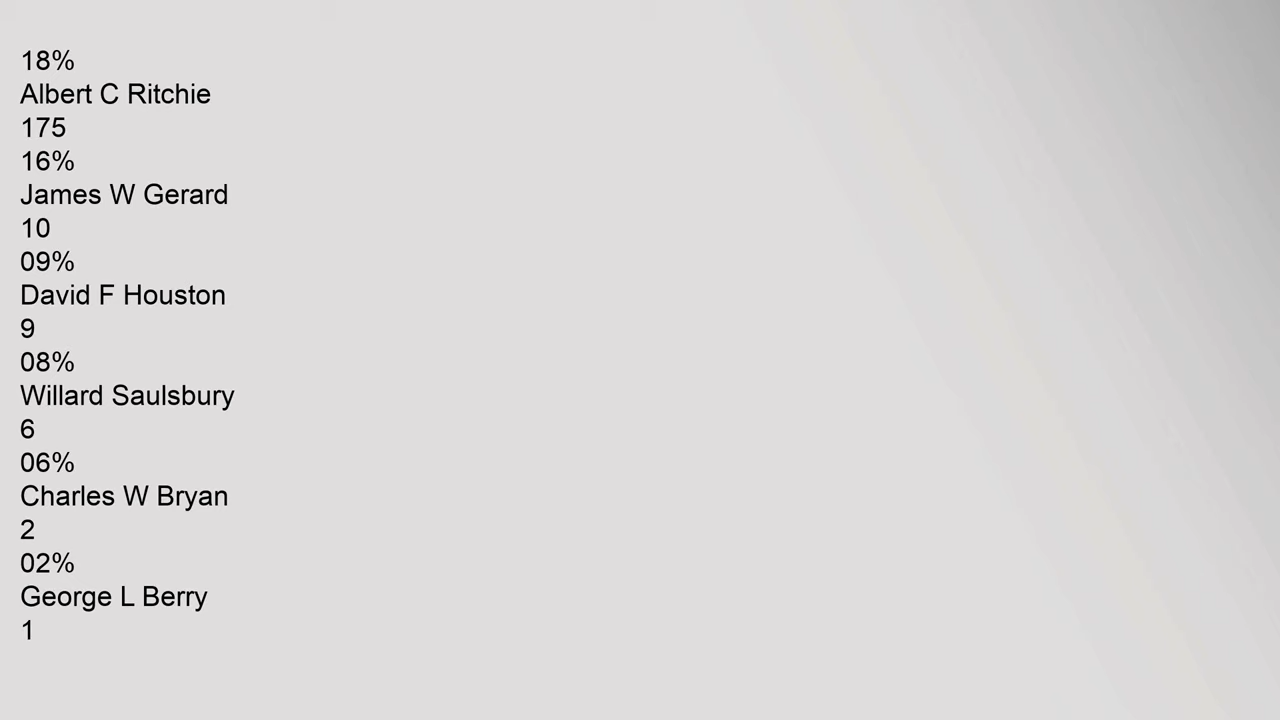 18%
Albert C Ritchie
175
16%
James W Gerard
10
09%
David F Houston
9
08%
Willard Saulsbury
6
06%
Charles W Bryan
2
02%
George L Berry
1